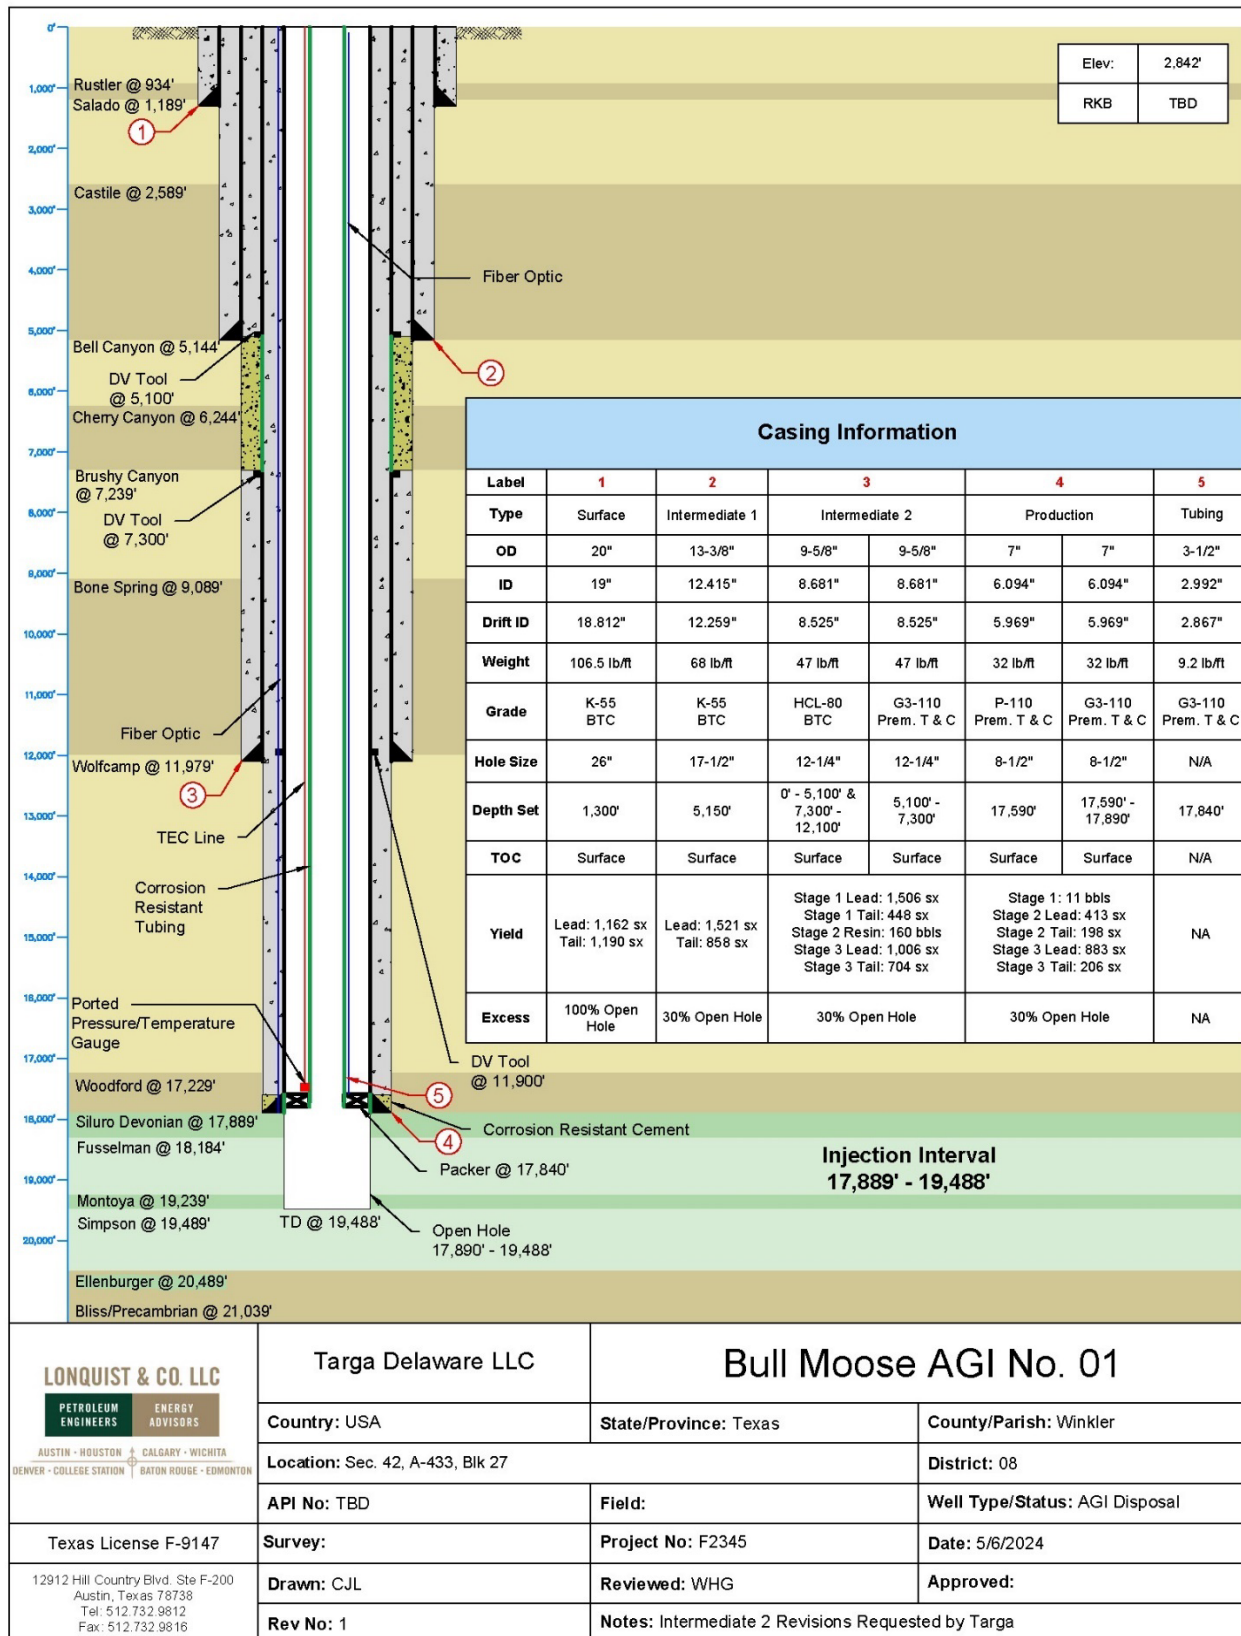 0'
1,000'
2,000'
3,000'
4,000'
5,000'
6,000'
7,000'
8,000'
9,000'
10,000'
11,000'
12,000'
13,000'
14,000'
15,000'
16,000'
17,000'
18,000'
19,000'
20,000'
Elev: 2,842'
RKB TBD
Rustler @ 934'
Salado @ 1,189'
1
Castile @ 2,589'
Fiber Optic
Bell Canyon @ 5,144'
2
DV Tool
@ 5,100'
Cherry Canyon @ 6,244'
Brushy Canyon
@ 7,239'
DV Tool
@ 7,300'
Bone Spring @ 9,089'
Fiber Optic
Wolfcamp @ 11,979'
3
TEC Line
Corrosion
Resistant
Tubing
Ported
Pressure/Temperature
Gauge
DV Tool
@ 11,900'
Woodford @ 17,229'
5
Siluro Devonian @ 17,889'
4
Corrosion Resistant Cement
Fusselman @ 18,184'
Packer @ 17,840'
Injection Interval
17,889' - 19,488'
Montoya @ 19,239'
Simpson @ 19,489'
TD @ 19,488'
Open Hole
17,890' - 19,488'
Ellenburger @ 20,489'
Bliss/Precambrian @ 21,039'
Casing Information
Label 1 2 3 4 5
Type Surface Intermediate 1 Intermediate 2 Production Tubing
OD 20" 13-3/8" 9-5/8" 9-5/8" 7" 7" 3-1/2"
ID 19" 12.415" 8.681" 8.681" 6.094" 6.094" 2.992"
Drift ID 18.812" 12.259" 8.525" 8.525" 5.969" 5.969" 2.867"
Weight 106.5 lb/ft 68 lb/ft 47 lb/ft 47 lb/ft 32 lb/ft 32 lb/ft 9.2 lb/ft
Grade K-55 K-55 HCL-80 G3-110 P-110 G3-110 G3-110
BTC BTC BTC Prem. T & C Prem. T & C Prem. T & C Prem. T & C
Hole Size 26" 17-1/2" 12-1/4" 12-1/4" 8-1/2" 8-1/2" N/A
Depth Set 1,300' 5,150' 0' - 5,100' & 7,300' - 12,100' 5,100' - 7,300' 17,590' 17,590' - 17,890' 17,840'
TOC Surface Surface Surface Surface Surface Surface N/A
Yield
Lead: 1,162 sx
Tail: 1,190 sx
Lead: 1,521 sx
Tail: 858 sx
Stage 1 Lead: 1,506 sx
Stage 1 Tail: 448 sx
Stage 2 Resin: 160 bbls
Stage 3 Lead: 1,006 sx
Stage 3 Tail: 704 sx
Stage 1: 11 bbls
Stage 2 Lead: 413 sx
Stage 2 Tail: 198 sx
Stage 3 Lead: 883 sx
Stage 3 Tail: 206 sx
NA
Excess 100% Open Hole 30% Open Hole 30% Open Hole 30% Open Hole NA
LONQUIST & CO. LLC
PETROLEUM ENGINEERS ENERGY ADVISORS
AUSTIN · HOUSTON CALGARY · WICHITA
DENVER · COLLEGE STATION BATON ROUGE · EDMONTON
Texas License F-9147
12912 Hill Country Blvd. Ste F-200
Austin, Texas 78738
Tel: 512.732.9812
Fax: 512.732.9816
Targa Delaware LLC
Bull Moose AGI No. 01
Country: USA State/Province: Texas County/Parish: Winkler
Location: Sec. 42, A-433, Blk 27 District: 08
API No: TBD Field: Well Type/Status: AGI Disposal
Survey: Project No: F2345 Date: 5/6/2024
Drawn: CJL Reviewed: WHG Approved:
Rev No: 1 Notes: Intermediate 2 Revisions Requested by Targa